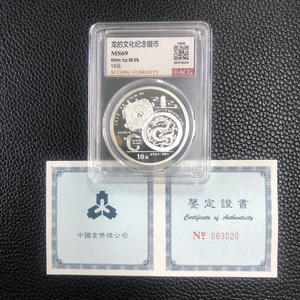 龙的文化纪念银币
MS69
40mm 1oz 99.9%
10元
AI CANG GUARANTY
ACG
10元
中國金幣總公司
鑒定證書
Certificate of Authenticity
No 083020